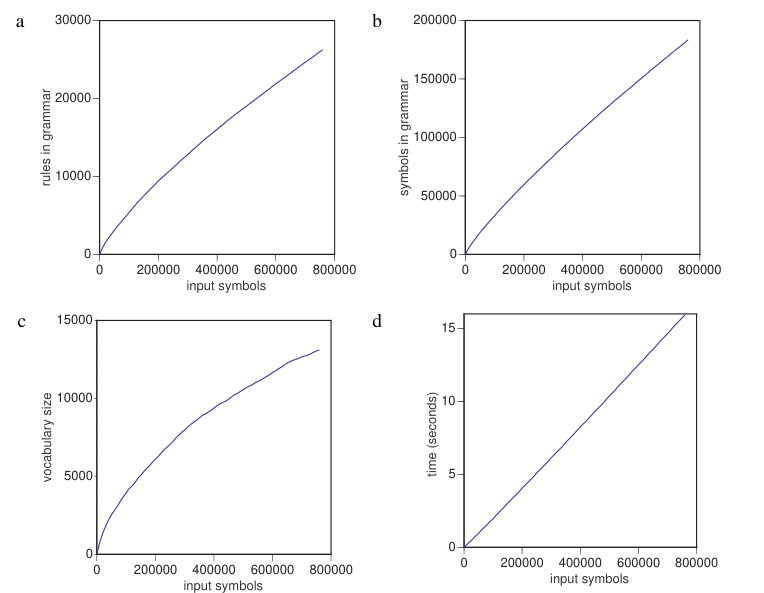 a
30000
20000
10000
0
rules in grammar
0 200000 400000 600000 800000
input symbols
b
200000
150000
100000
50000
0
symbols in grammar
0 200000 400000 600000 800000
input symbols
c
15000
10000
5000
0
vocabulary size
0 200000 400000 600000 800000
input symbols
d
15
10
5
0
time (seconds)
0 200000 400000 600000 800000
input symbols